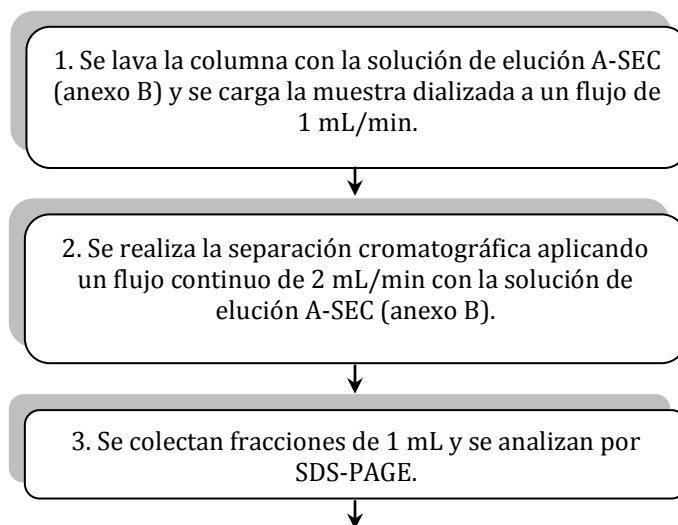 1. Se lava la columna con la solución de elución A-SEC
(anexo B) y se carga la muestra dializada a un flujo de
1 mL/min.
2. Se realiza la separación cromatográfica aplicando
un flujo continuo de 2 mL/min con la solución de
elución A-SEC (anexo B).
3. Se colectan fracciones de 1 mL y se analizan por
SDS-PAGE.